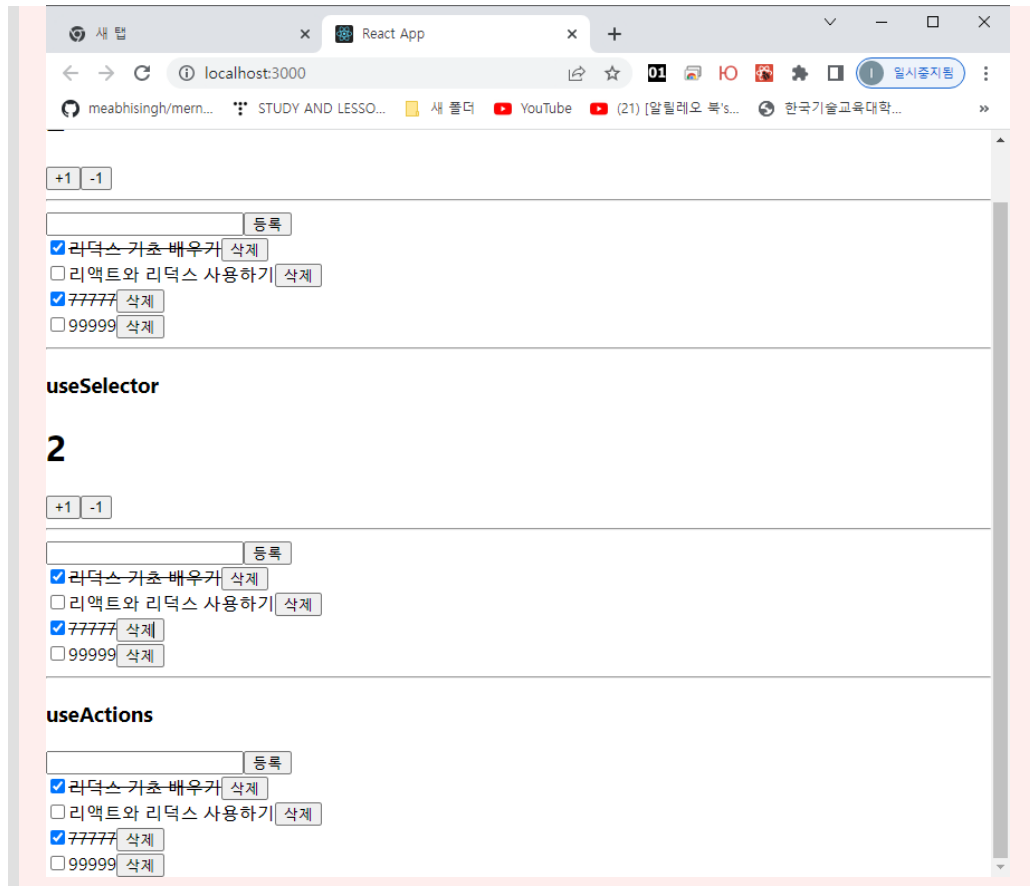 새 탭
React App
localhost:3000
01
Ю
I 일시중지됨
meabhisingh/mern...
STUDY AND LESSO...
새 폴더
YouTube
(21) [알릴레오 북's...
한국기술교육대학...
»
+1 -1
등록
리덕스 기초 배우기 삭제
리액트와 리덕스 사용하기 삭제
77777 삭제
99999 삭제
useSelector
2
+1 -1
등록
리덕스 기초 배우기 삭제
리액트와 리덕스 사용하기 삭제
77777 삭제
99999 삭제
useActions
등록
리덕스 기초 배우기 삭제
리액트와 리덕스 사용하기 삭제
77777 삭제
99999 삭제